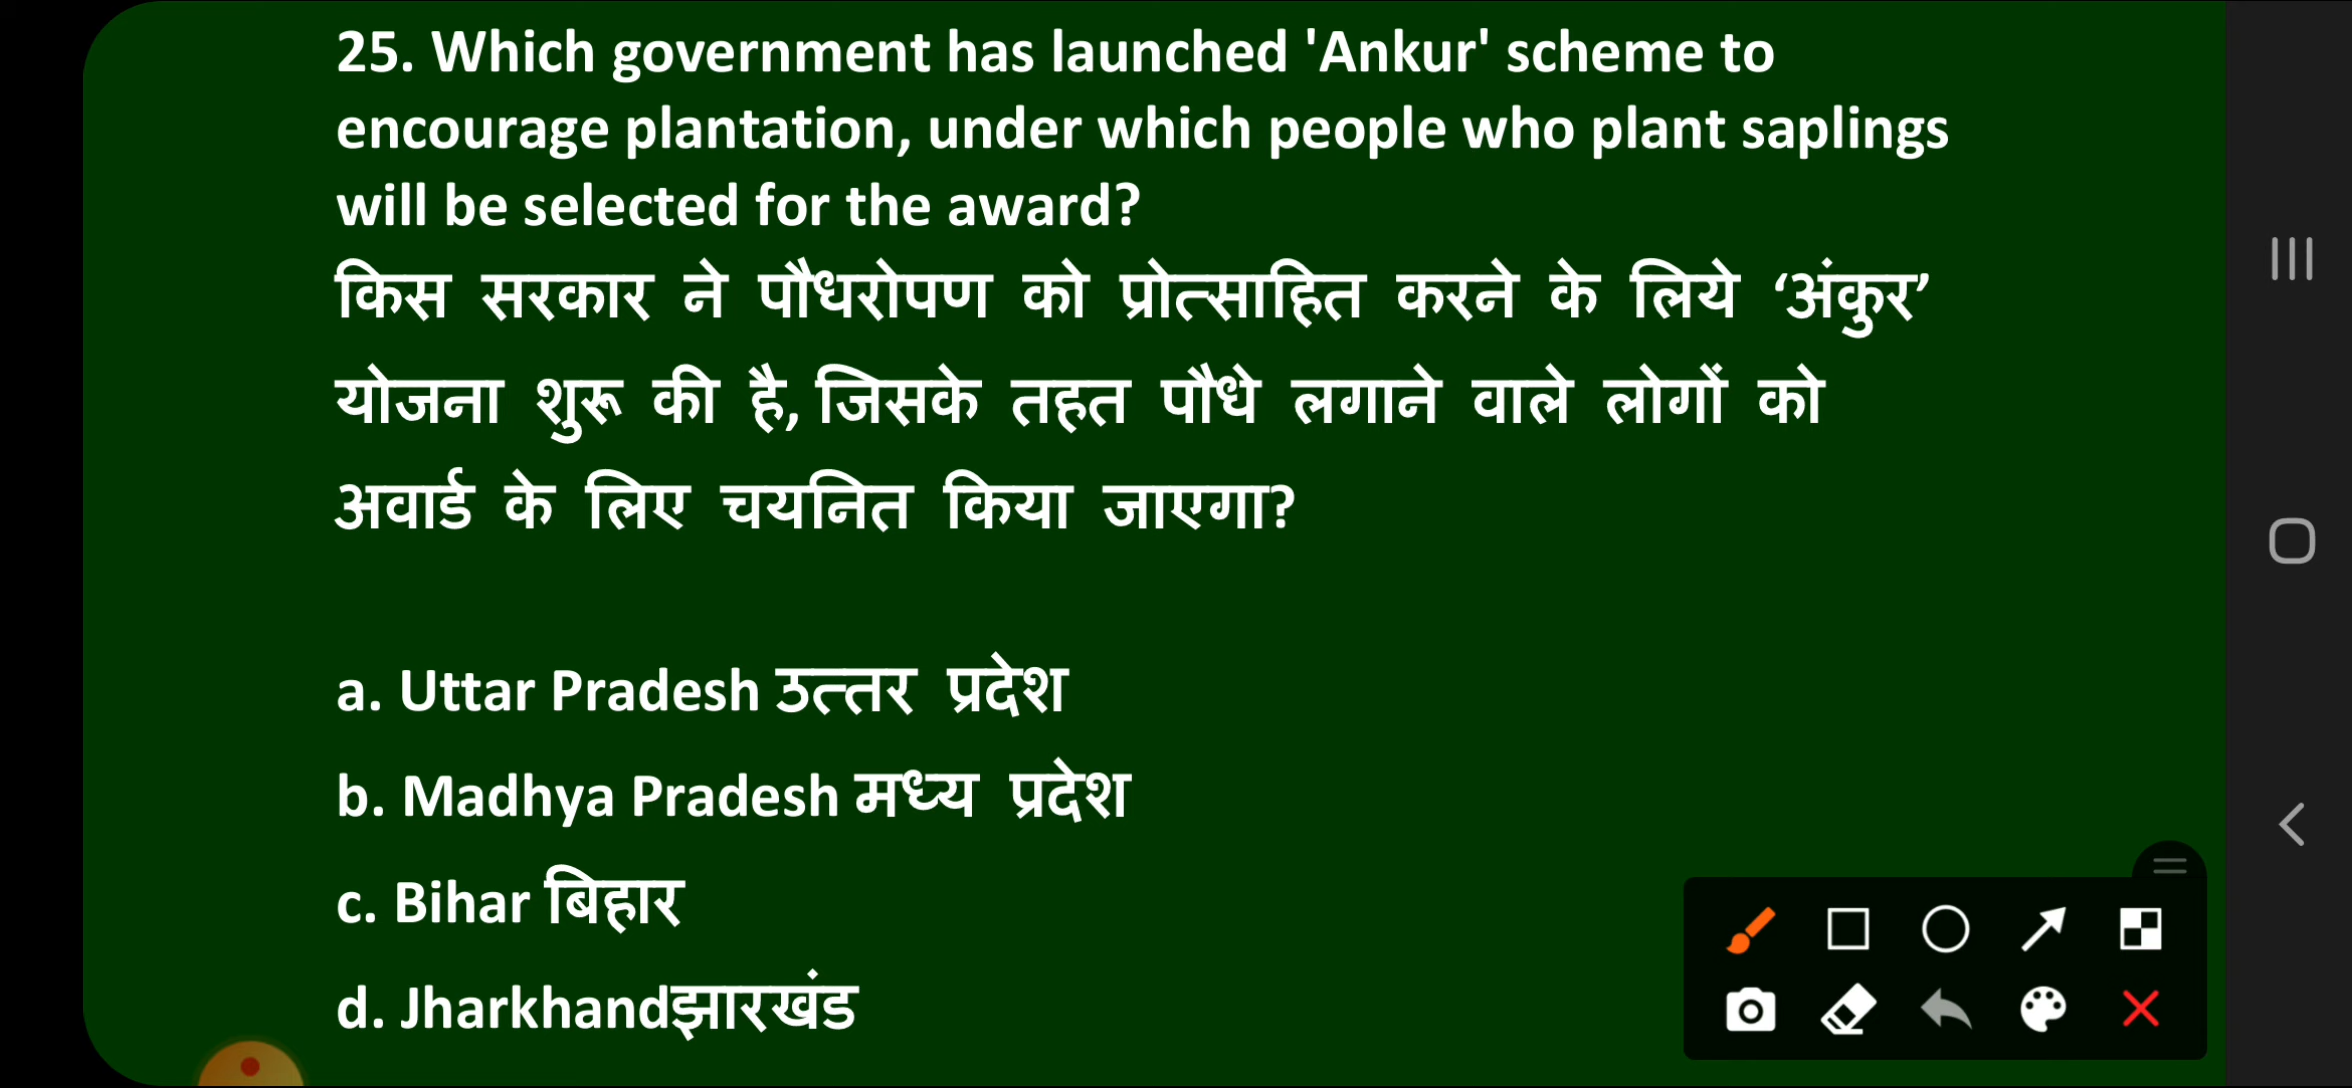 25. Which government has launched 'Ankur' scheme to
encourage plantation, under which people who plant saplings
will be selected for the award?
किस सरकार ने पौधरोपण को प्रोत्साहित करने के लिये ‘अंकुर’
योजना शुरू की है, जिसके तहत पौधे लगाने वाले लोगों को
अवार्ड के लिए चयनित किया जाएगा?
a. Uttar Pradesh उत्तर प्रदेश
b. Madhya Pradesh मध्य प्रदेश
c. Bihar बिहार
d. Jharkhandझारखंड